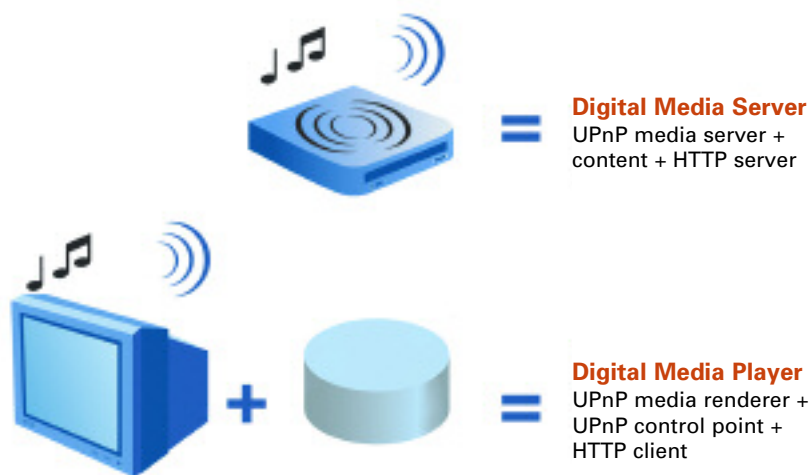 Digital Media Server
UPnP media server +
content + HTTP server
Digital Media Player
UPnP media renderer +
UPnP control point +
HTTP client